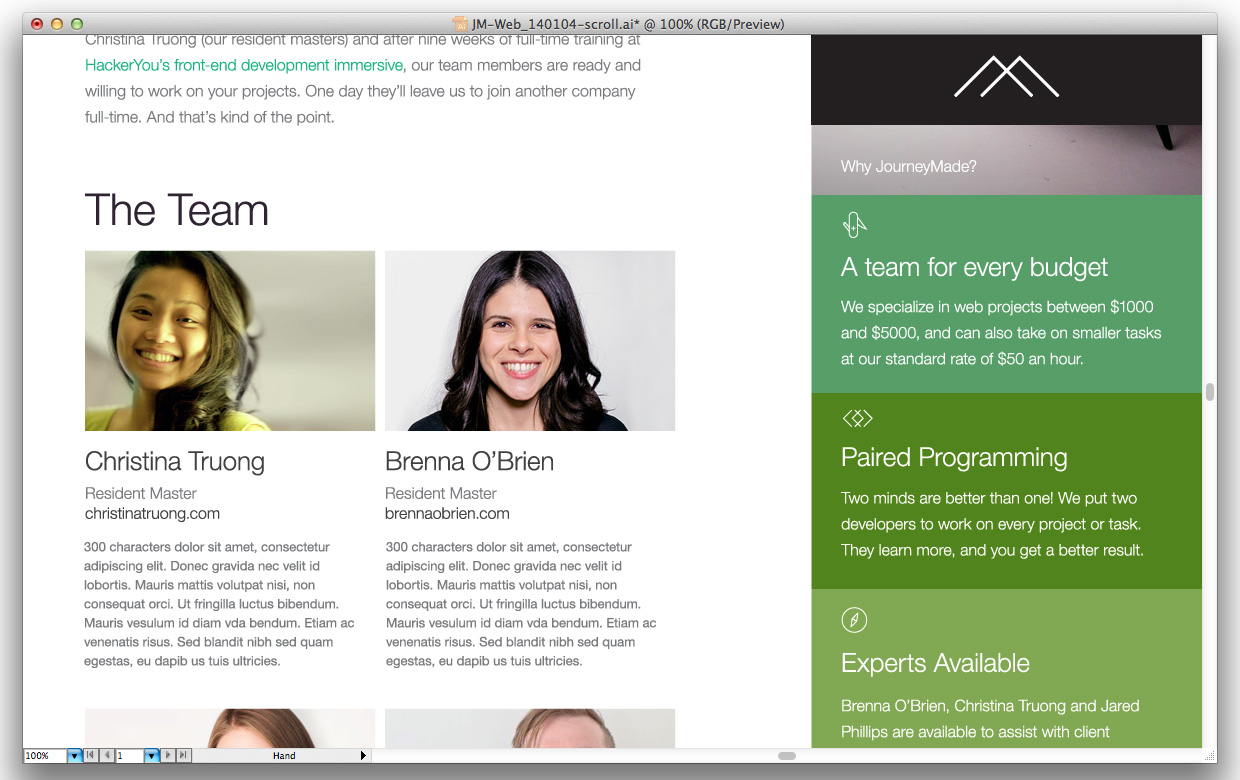 JM-Web_140104-scroll.ai* @ 100% (RGB/Preview)
Christina Truong (our resident masters) and after nine weeks of full-time training at
HackerYou’s front-end development immersive, our team members are ready and
willing to work on your projects. One day they’ll leave us to join another company
full-time. And that’s kind of the point.
The Team
Christina Truong
Resident Master
christinatruong.com
300 characters dolor sit amet, consectetur
adipiscing elit. Donec gravida nec velit id
lobortis. Mauris mattis volutpat nisi, non
consequat orci. Ut fringilla luctus bibendum.
Mauris vesulum id diam vda bendum. Etiam ac
venenatis risus. Sed blandit nibh sed quam
egestas, eu dapib us tuis ultricies.
Brenna O’Brien
Resident Master
brennaobrien.com
300 characters dolor sit amet, consectetur
adipiscing elit. Donec gravida nec velit id
lobortis. Mauris mattis volutpat nisi, non
consequat orci. Ut fringilla luctus bibendum.
Mauris vesulum id diam vda bendum. Etiam ac
venenatis risus. Sed blandit nibh sed quam
egestas, eu dapib us tuis ultricies.
Why JourneyMade?
A team for every budget
We specialize in web projects between $1000
and $5000, and can also take on smaller tasks
at our standard rate of $50 an hour.
Paired Programming
Two minds are better than one! We put two
developers to work on every project or task.
They learn more, and you get a better result.
Experts Available
Brenna O’Brien, Christina Truong and Jared
Phillips are available to assist with client
100%
1
Hand